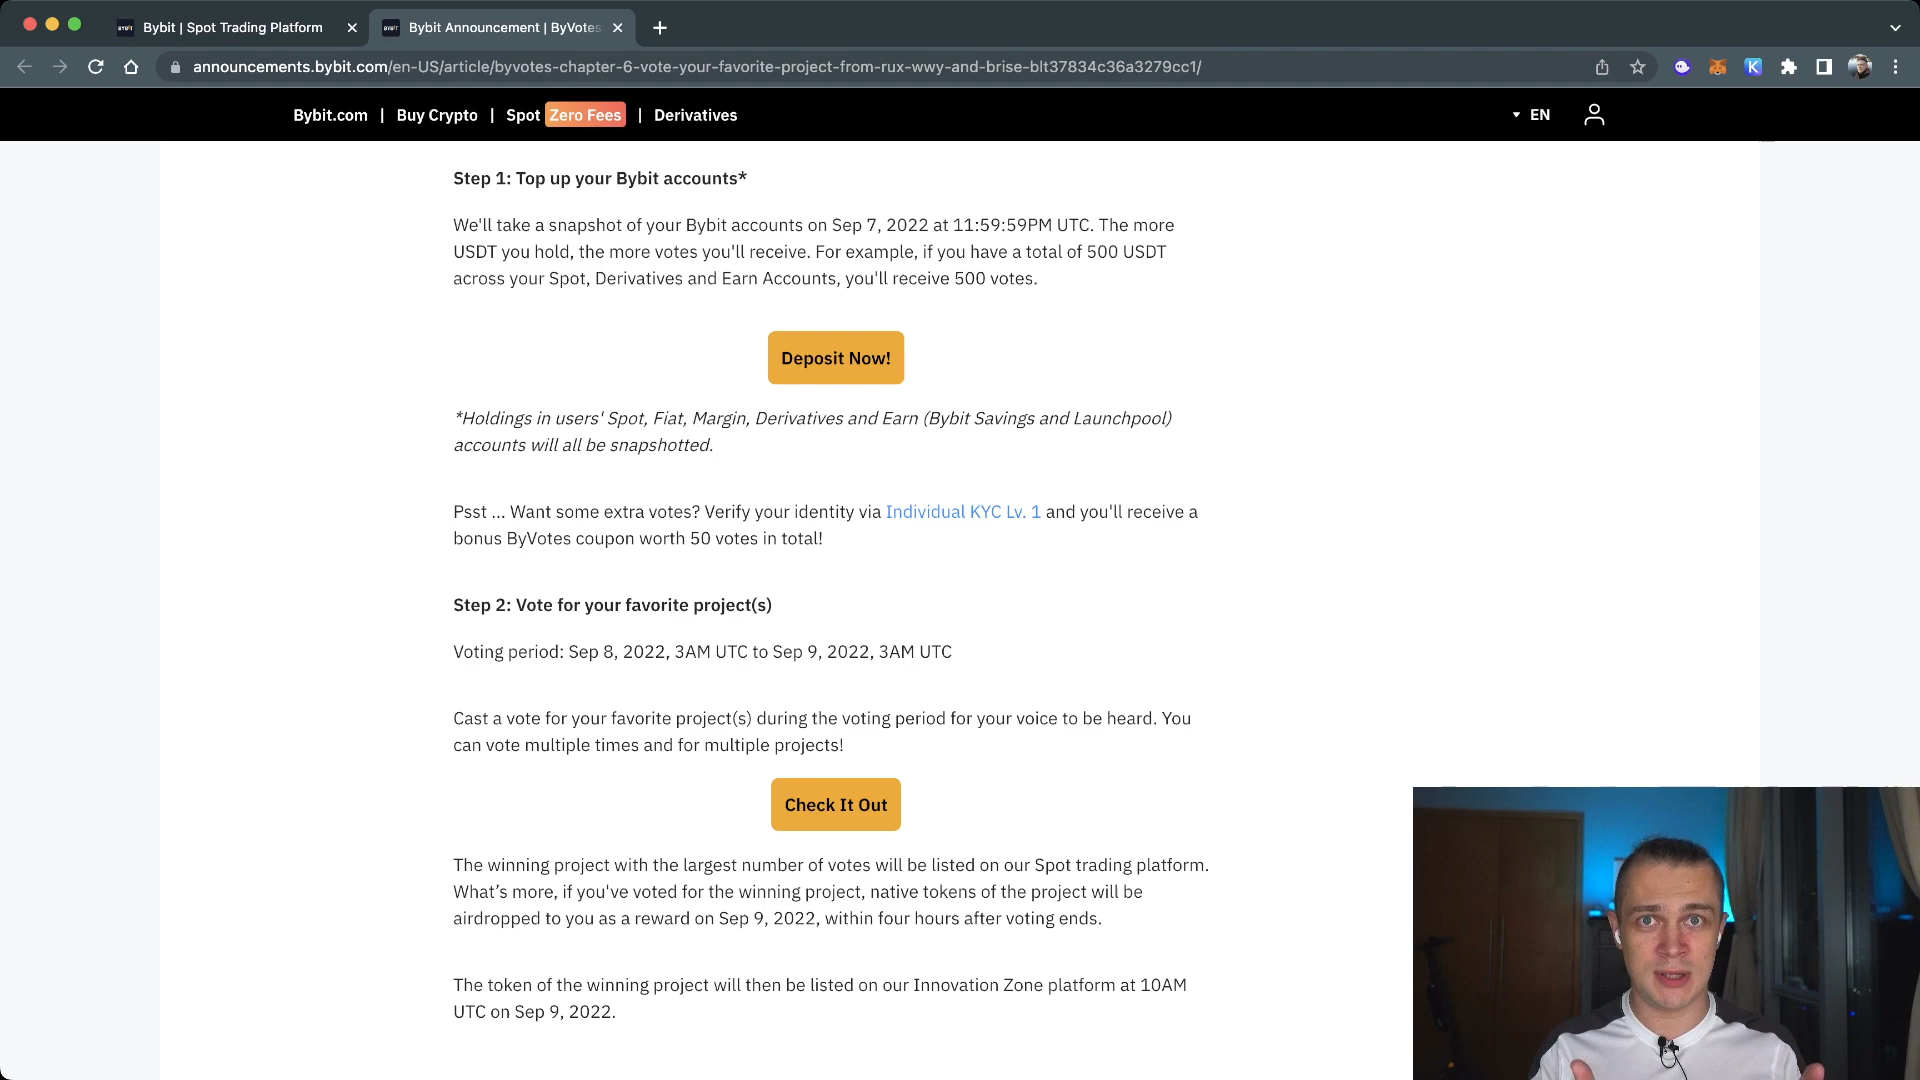 Bybit | Spot Trading Platform
Bybit Announcement | ByVotes
announcements.bybit.com/en-US/article/byvotes-chapter-6-vote-your-favorite-project-from-rux-wwy-and-brise-blt37834c36a3279cc1/
Bybit.com | Buy Crypto | Spot Zero Fees | Derivatives
EN
Step 1: Top up your Bybit accounts*
We'll take a snapshot of your Bybit accounts on Sep 7, 2022 at 11:59:59PM UTC. The more
USDT you hold, the more votes you'll receive. For example, if you have a total of 500 USDT
across your Spot, Derivatives and Earn Accounts, you'll receive 500 votes.
Deposit Now!
*Holdings in users' Spot, Fiat, Margin, Derivatives and Earn (Bybit Savings and Launchpool)
accounts will all be snapshotted.
Psst ... Want some extra votes? Verify your identity via Individual KYC Lv. 1 and you'll receive a
bonus ByVotes coupon worth 50 votes in total!
Step 2: Vote for your favorite project(s)
Voting period: Sep 8, 2022, 3AM UTC to Sep 9, 2022, 3AM UTC
Cast a vote for your favorite project(s) during the voting period for your voice to be heard. You
can vote multiple times and for multiple projects!
Check It Out
The winning project with the largest number of votes will be listed on our Spot trading platform.
What’s more, if you've voted for the winning project, native tokens of the project will be
airdropped to you as a reward on Sep 9, 2022, within four hours after voting ends.
The token of the winning project will then be listed on our Innovation Zone platform at 10AM
UTC on Sep 9, 2022.